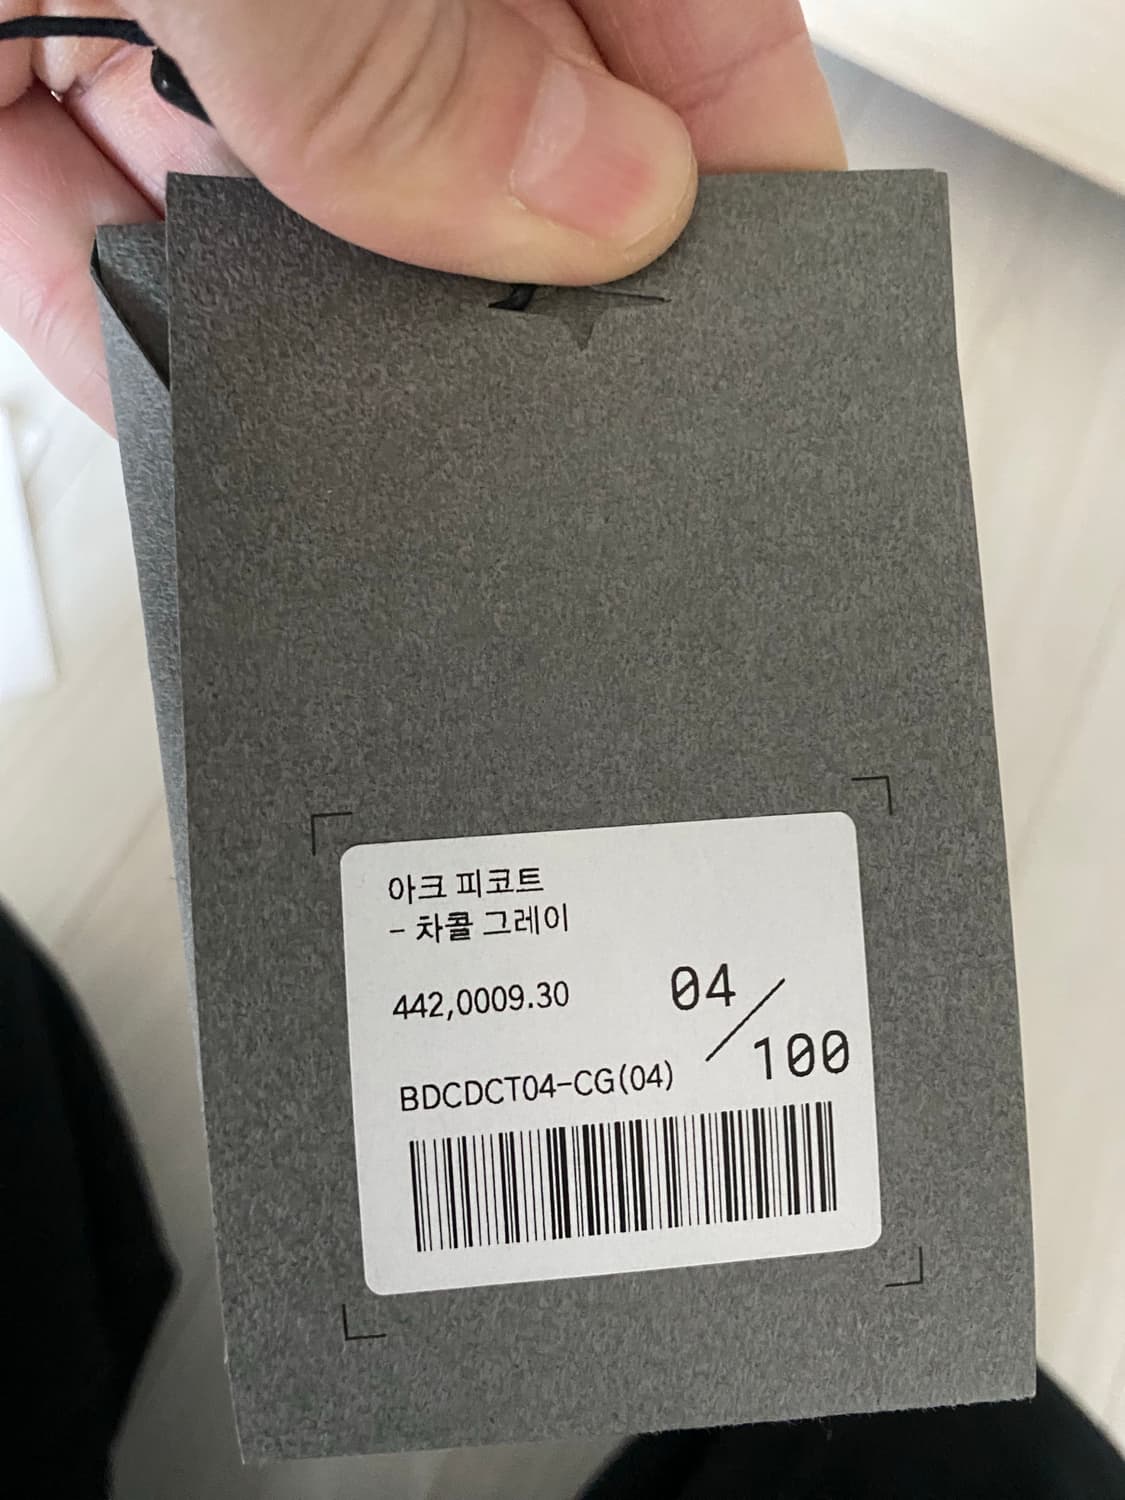 아크 피코트
- 차콜 그레이
442,0009.30
04/100
BDCDCT04-CG(04)